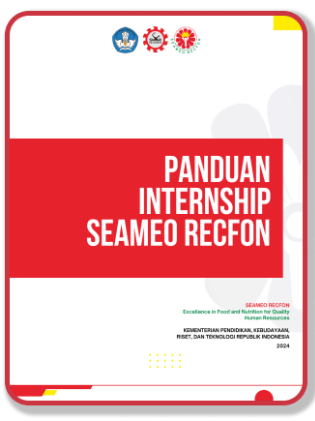 PANDUAN
INTERNSHIP
SEAMEO RECFON
SEAMEO RECFON
Excellence in Food and Nutrition for Quality
Human Resources
KEMENTERIAN PENDIDIKAN, KEBUDAYAAN,
RISET, DAN TEKNOLOGI REPUBLIK INDONESIA
2024